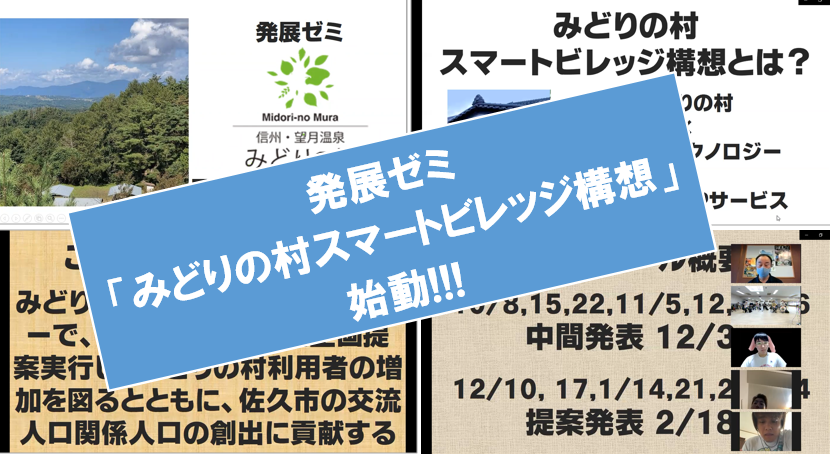 発展ゼミ
Midori-no Mura
信州・望月温泉
みどりの村
スマートビレッジ構想とは?
りの村
クノロジー
サービス
発展ゼミ
「みどりの村スマートビレッジ構想」
始動!!!
みどり
ーで、
画提
案実行し
りの村利用者の増
加を図るとともに、佐久市の交流
人口関係人口の創出に貢献する
概要
/8,15,22,11/5,12,
中間発表 12/3
12/10, 17,1/14,21,2
提案発表 2/18